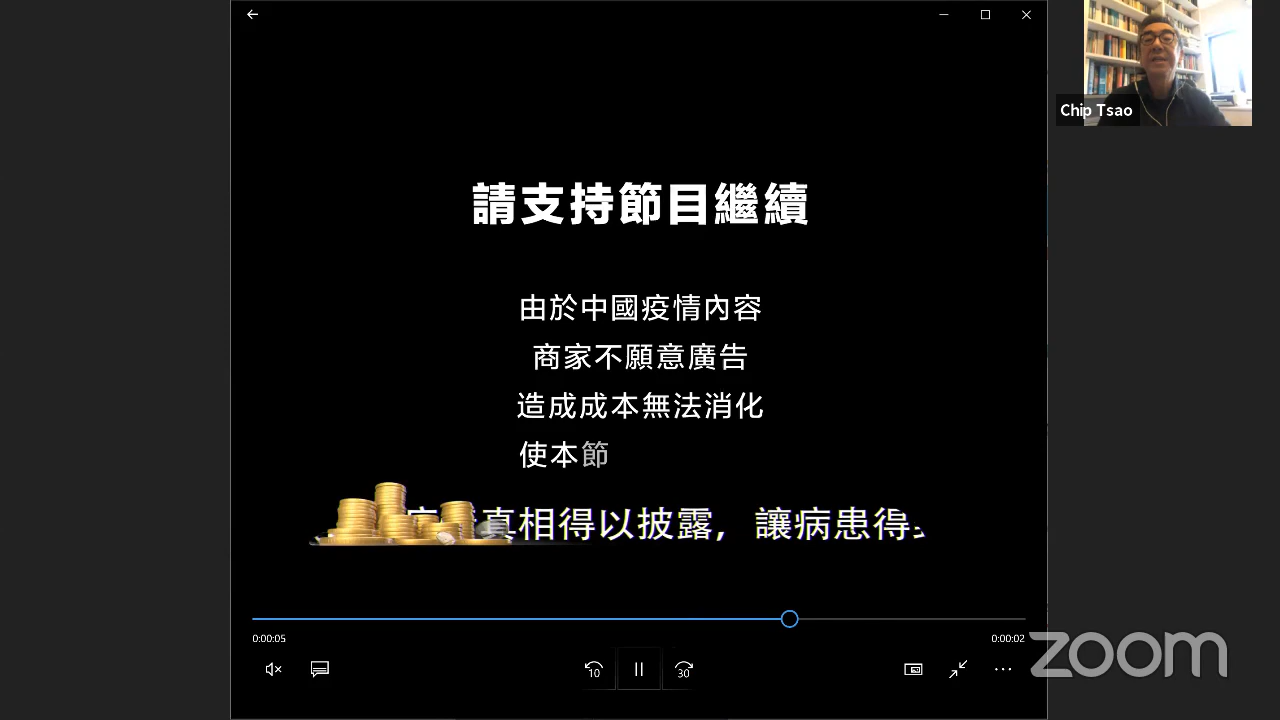 Chip Tsao
請支持節目繼續
由於中國疫情內容
商家不願意廣告
造成成本無法消化
使本節
真相得以披露，讓病患得
0:00:05
0:00:02
10
30
zoom